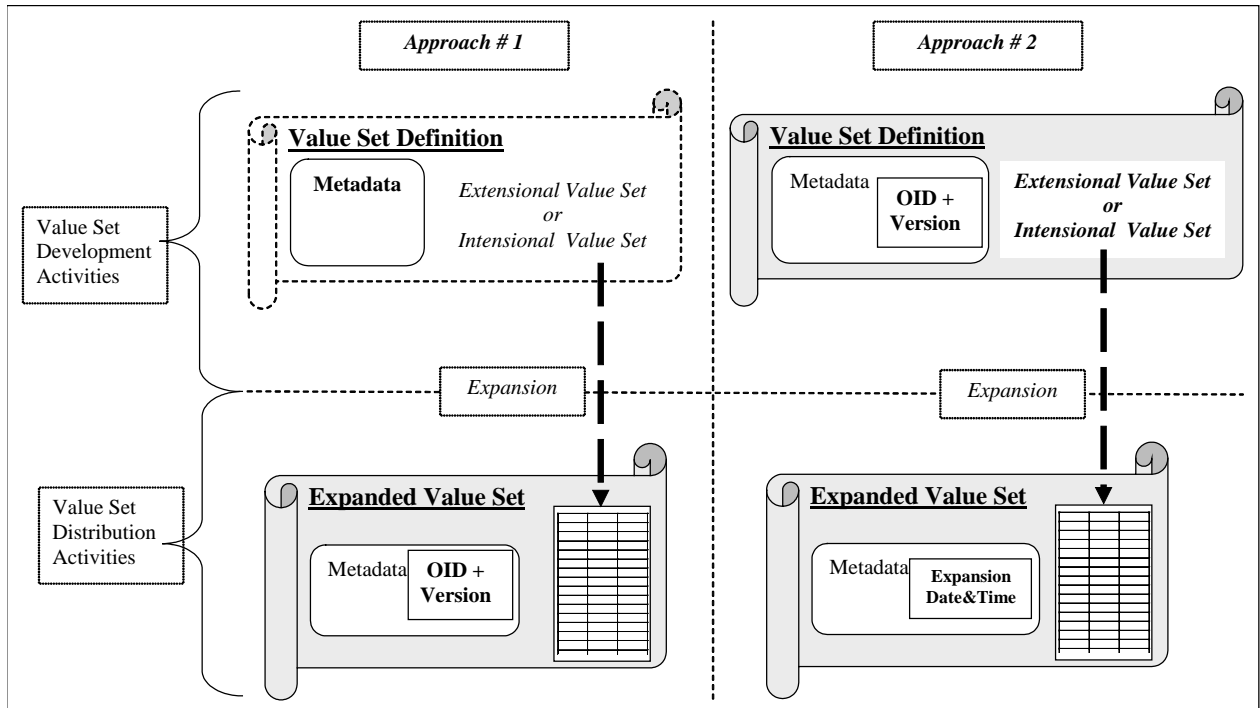 Approach # 1
Approach # 2
Value Set Definition
Metadata
Extensional Value Set
or
Intensional Value Set
Value Set Definition
Metadata
OID +
Version
Extensional Value Set
or
Intensional Value Set
Value Set
Development
Activities
Expansion
Expansion
Value Set
Distribution
Activities
Expanded Value Set
Metadata
OID +
Version
Expanded Value Set
Metadata
Expansion
Date&Time